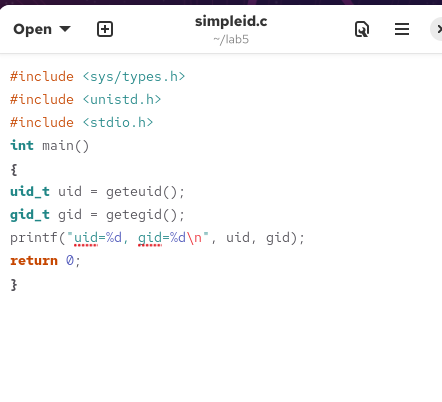 Open
simpleid.c
~/lab5
#include <sys/types.h>
#include <unistd.h>
#include <stdio.h>
int main()
{
uid_t uid = geteuid();
gid_t gid = getegid();
printf("uid=%d, gid=%d\n", uid, gid);
return 0;
}